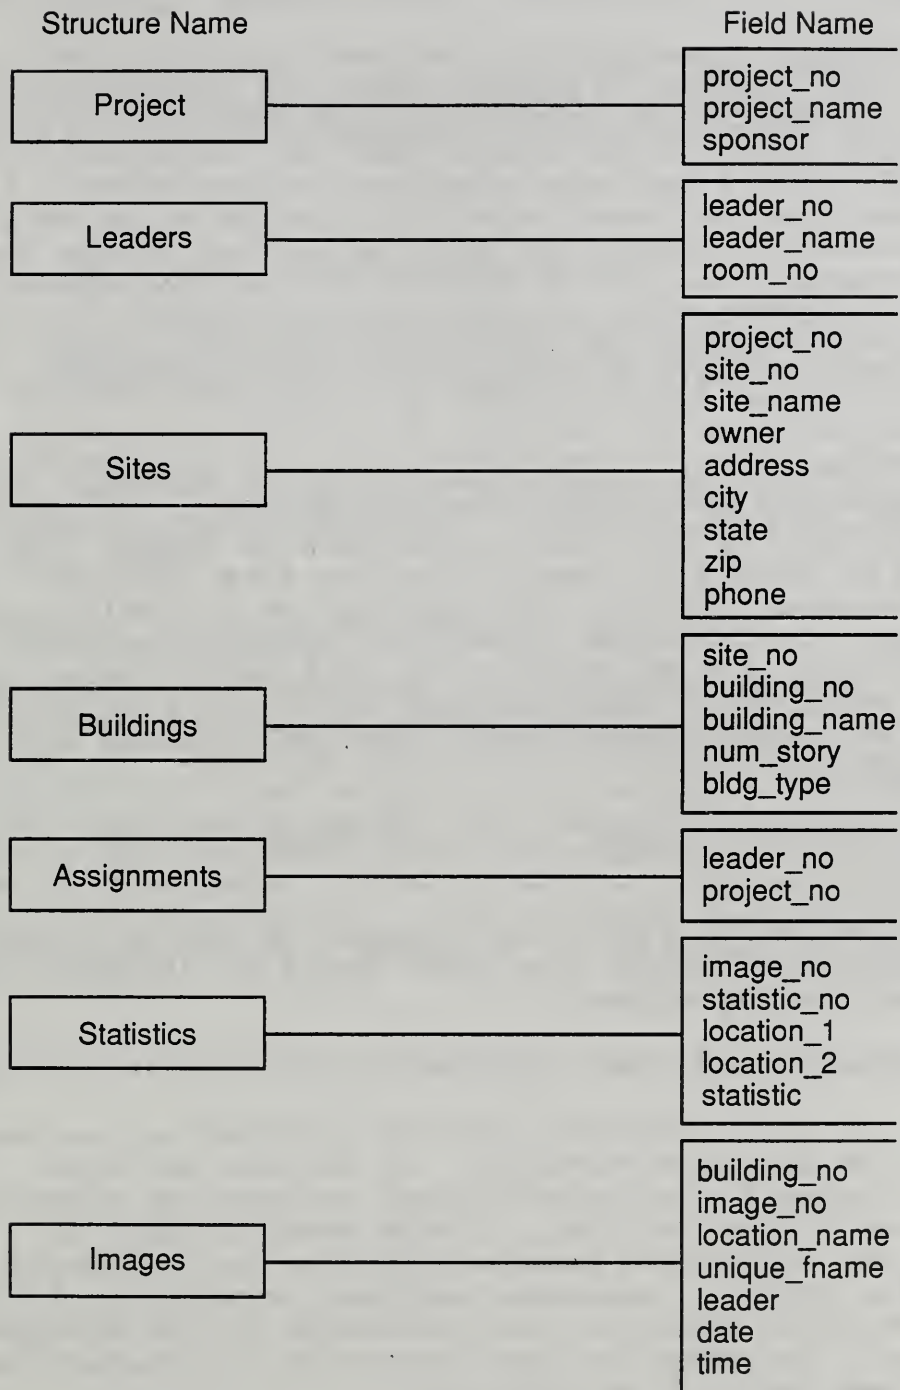 Structure Name
Field Name
Project
project_no
project_name
sponsor
Leaders
leader_no
leader_name
room_no
Sites
project_no
site_no
site_name
owner
address
city
state
zip
phone
Buildings
site_no
building_no
building_name
num_story
bldg_type
Assignments
leader_no
project_no
Statistics
image_no
statistic_no
location_1
location_2
statistic
Images
building_no
image_no
location_name
unique_fname
leader
date
time